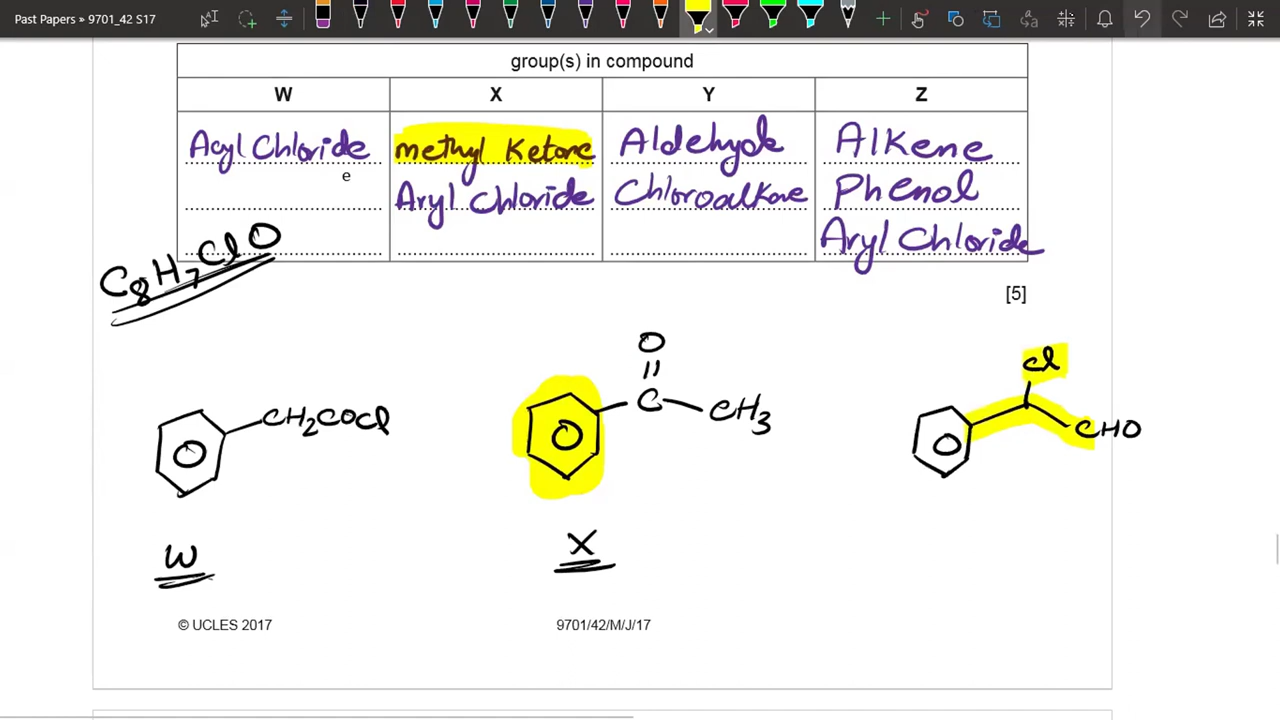 Past Papers » 9701_42 S17
group(s) in compound
W X Y Z
Acyl Chloride methyl Ketone Aldehyde Alkene
e Aryl Chloride Chloroalkane Phenol
Aryl Chloride
C8H7ClO
[5]
O Cl
CH2COCl C CH3 CHO
W X
© UCLES 2017 9701/42/M/J/17